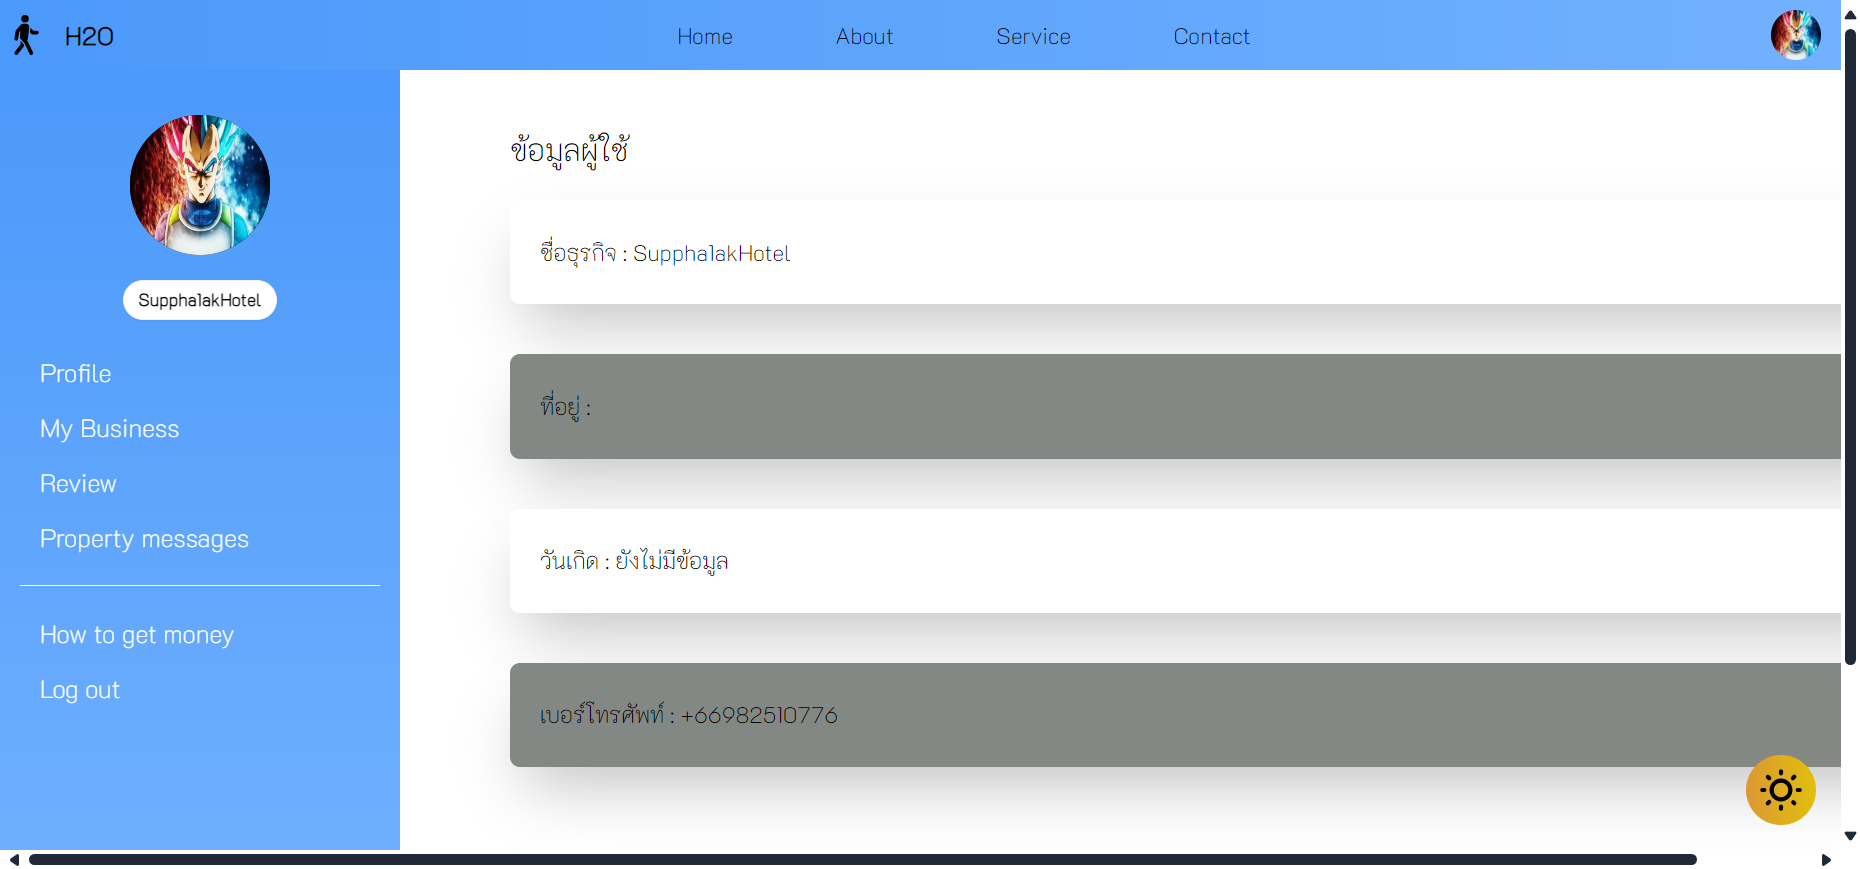 H2O
Home
About
Service
Contact
SupphalakHotel
Profile
My Business
Review
Property messages
How to get money
Log out
ข้อมูลผู้ใช้
ชื่อธุรกิจ : SupphalakHotel
ที่อยู่ :
วันเกิด : ยังไม่มีข้อมูล
เบอร์โทรศัพท์ : +66982510776